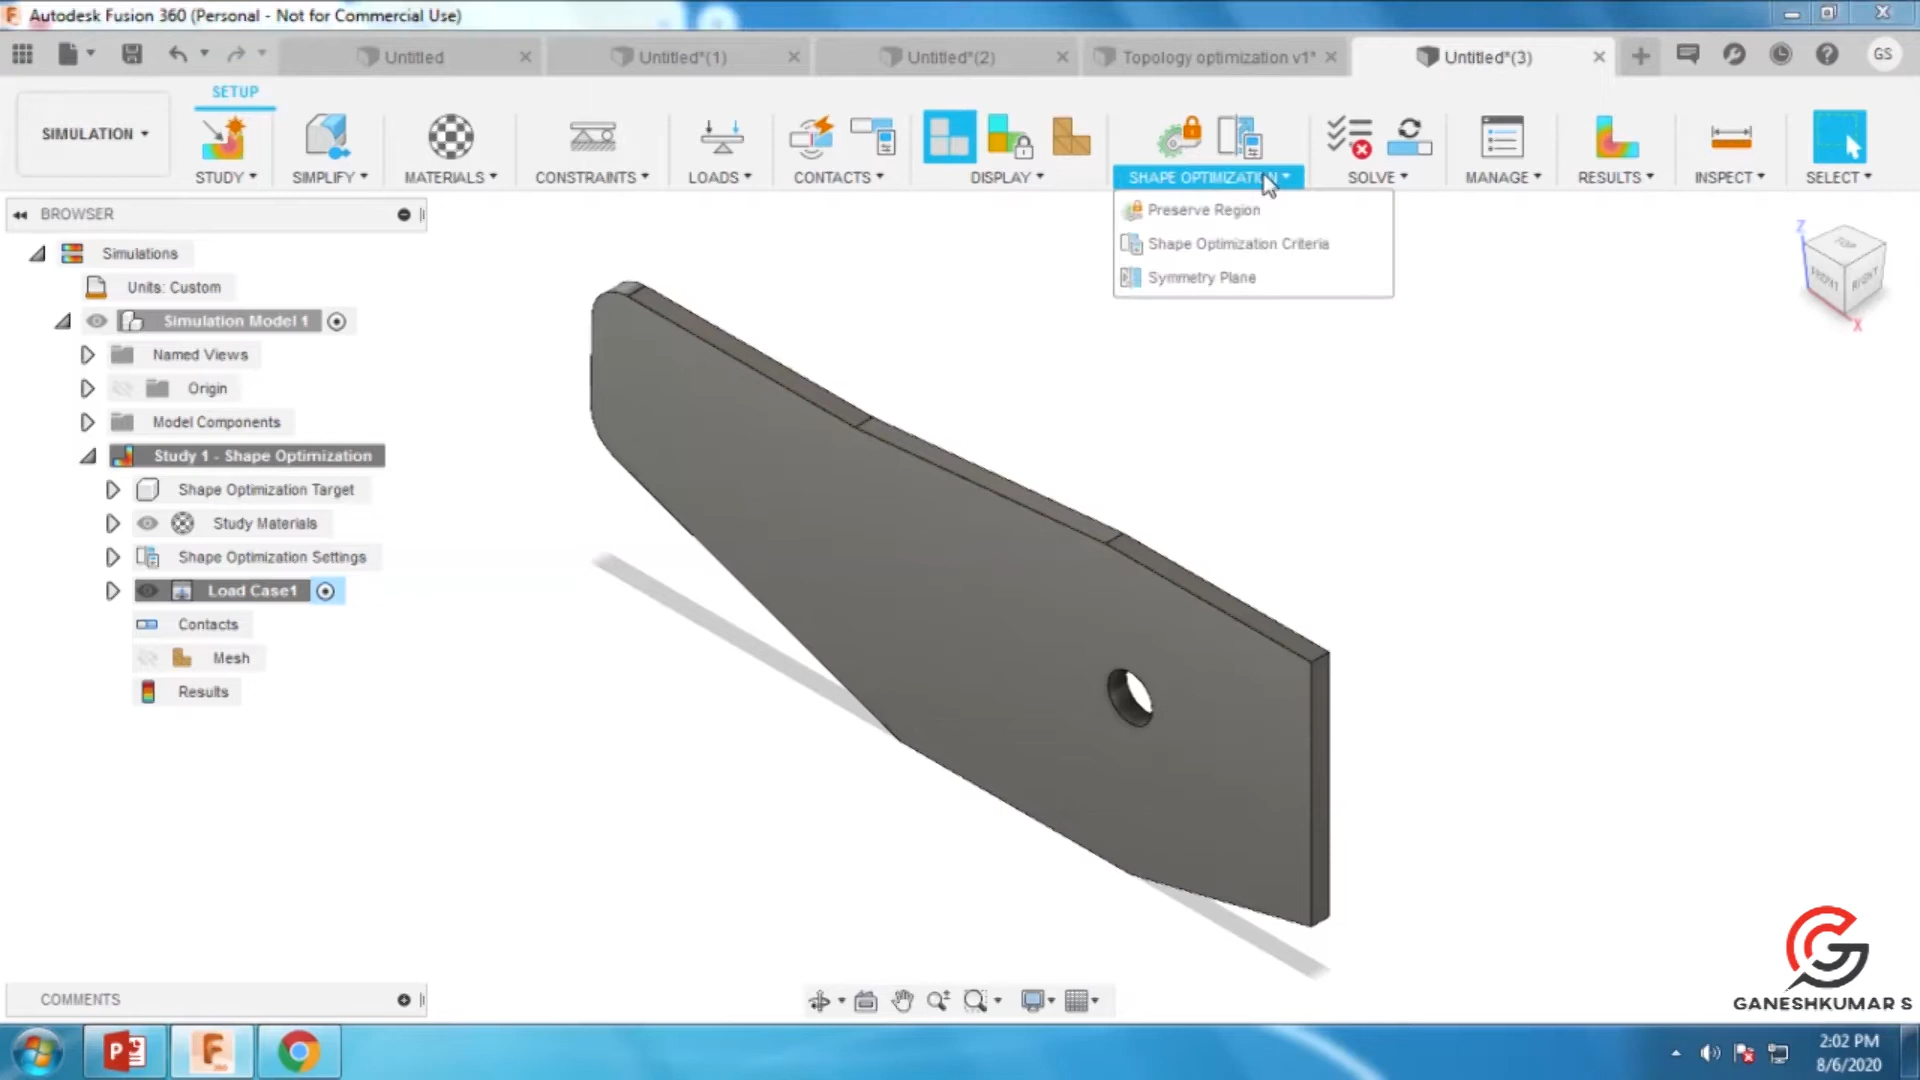 Autodesk Fusion 360 (Personal - Not for Commercial Use)
Untitled
Untitled*(1)
Untitled*(2)
Topology optimization v1*
Untitled*(3)
GS
SETUP
SIMULATION
STUDY
SIMPLIFY
MATERIALS
CONSTRAINTS
LOADS
CONTACTS
DISPLAY
SHAPE OPTIMIZATION
SOLVE
MANAGE
RESULTS
INSPECT
SELECT
Preserve Region
Shape Optimization Criteria
Symmetry Plane
BROWSER
Simulations
Units: Custom
Simulation Model 1
Named Views
Origin
Model Components
Study 1 - Shape Optimization
Shape Optimization Target
Study Materials
Shape Optimization Settings
Load Case1
Contacts
Mesh
Results
Z
TOP
FRONT
RIGHT
X
COMMENTS
GANESHKUMAR S
2:02 PM
8/6/2020